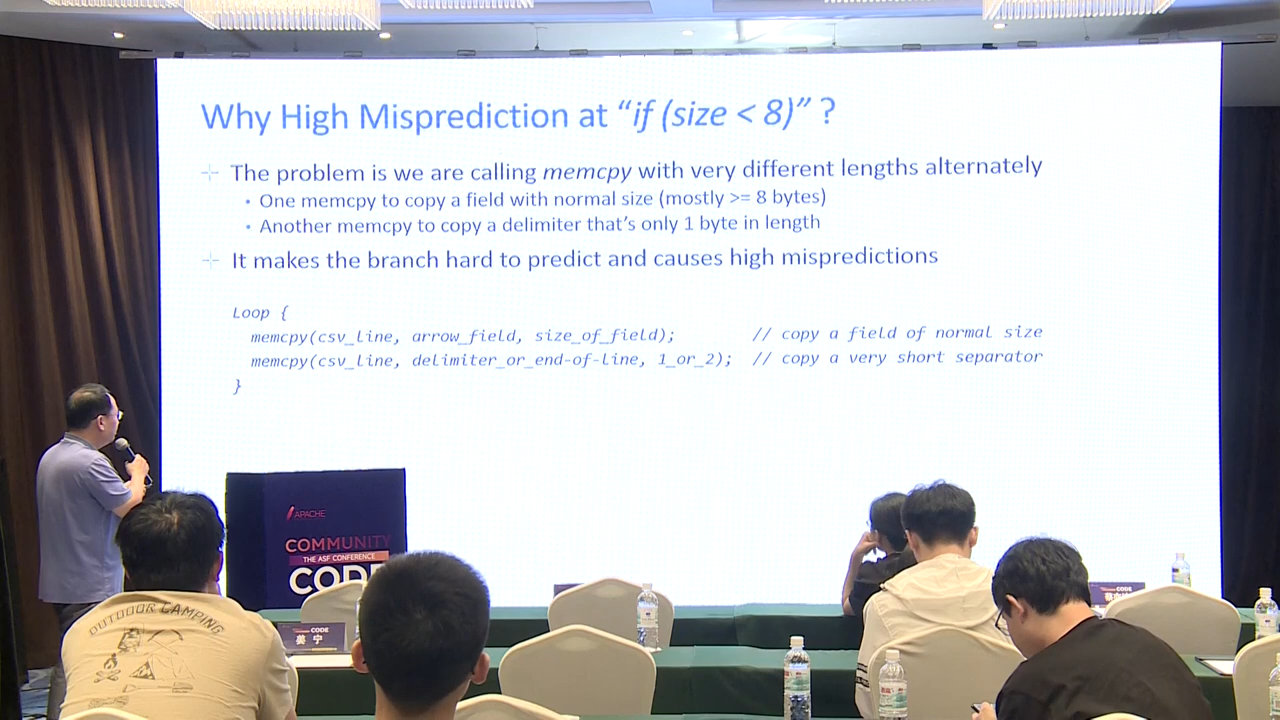 Why High Misprediction at “if (size < 8)” ?
The problem is we are calling memcpy with very different lengths alternately
• One memcpy to copy a field with normal size (mostly >= 8 bytes)
• Another memcpy to copy a delimiter that’s only 1 byte in length
It makes the branch hard to predict and causes high mispredictions
Loop {
memcpy(csv_line, arrow_field, size_of_field); // copy a field of normal size
memcpy(csv_line, delimiter_or_end-of-line, 1_or_2); // copy a very short separator
}
APACHE
COMMUNITY
THE ASF CONFERENCE
CODE
OUTDOOR CAMPING
CODE
姜 宁
CODE